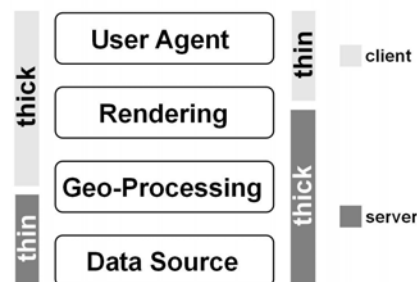 User Agent
Rendering
Geo-Processing
Data Source
thick
thin
thin
thick
client
server